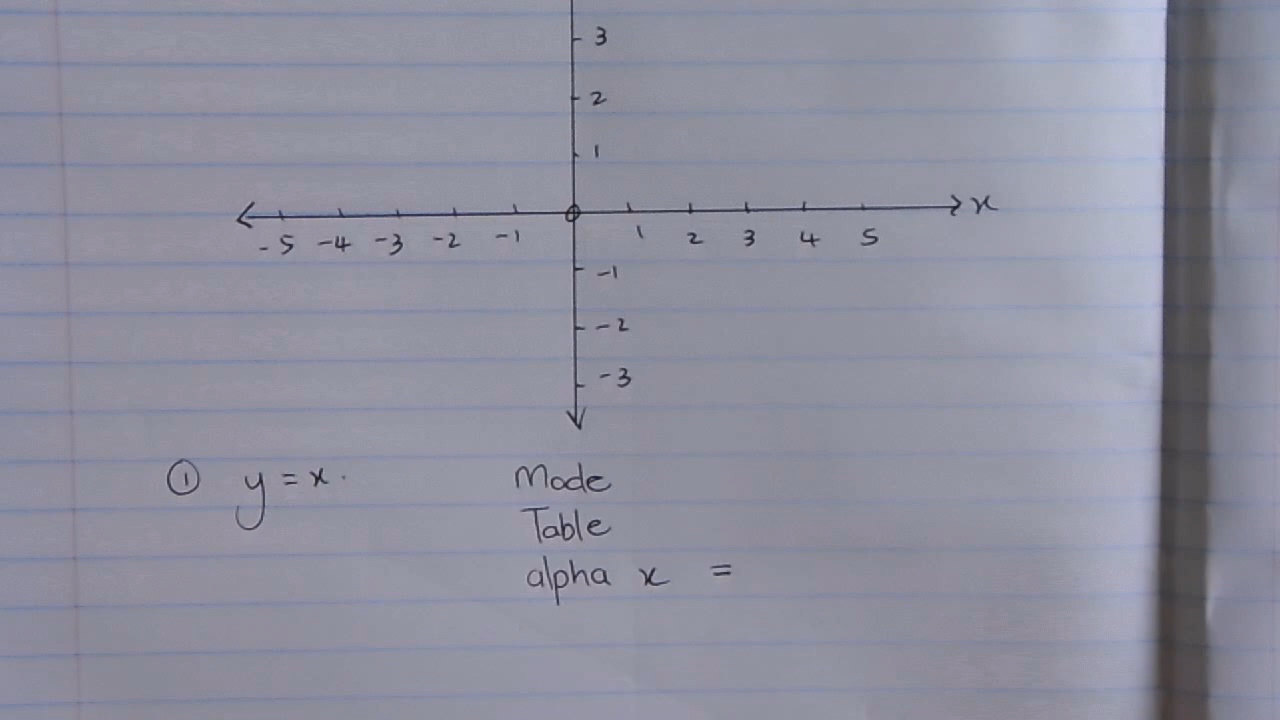 3
2
1
x
-5 -4 -3 -2 -1 1 2 3 4 5
-1
-2
-3
① y = x. Mode
Table
alpha x =